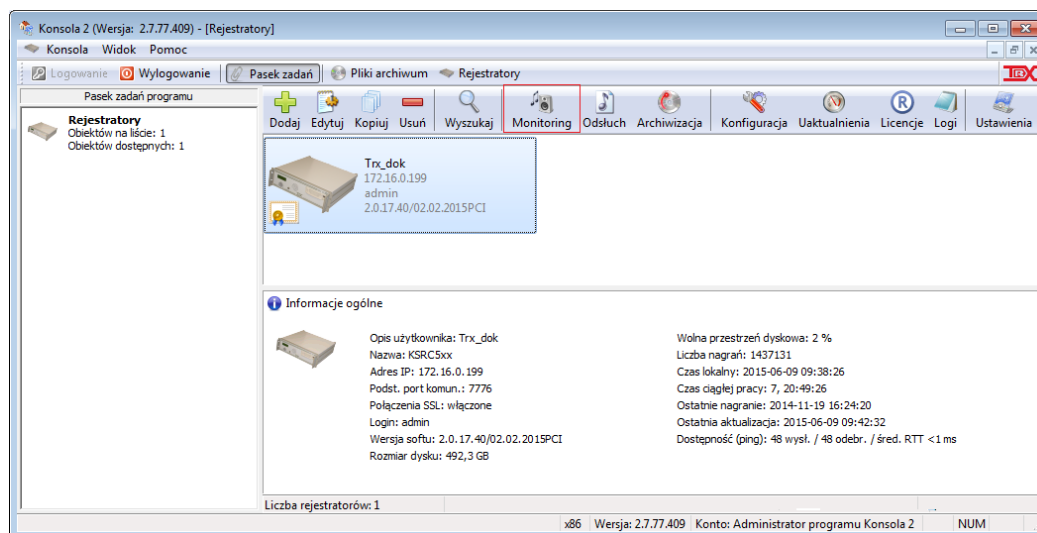 Konsola 2 (Wersja: 2.7.77.409) - [Rejestratory]
Konsola Widok Pomoc
Logowanie Wylogowanie Pasek zadań Pliki archiwum Rejestratory TRX
Pasek zadań programu
Rejestratory
Obiektów na liście: 1
Obiektów dostępnych: 1
Dodaj Edytuj Kopiuj Usuń Wyszukaj Monitoring Odsłuch Archiwizacja Konfiguracja Uaktualnienia Licencje Logi Ustawienia
Trx_dok
172.16.0.199
admin
2.0.17.40/02.02.2015PCI
Informacje ogólne
Opis użytkownika: Trx_dok
Nazwa: KSRC5xx
Adres IP: 172.16.0.199
Podst. port komun.: 7776
Połączenia SSL: włączone
Login: admin
Wersja softu: 2.0.17.40/02.02.2015PCI
Rozmiar dysku: 492,3 GB
Wolna przestrzeń dyskowa: 2 %
Liczba nagrań: 1437131
Czas lokalny: 2015-06-09 09:38:26
Czas ciągłej pracy: 7, 20:49:26
Ostatnie nagranie: 2014-11-19 16:24:20
Ostatnia aktualizacja: 2015-06-09 09:42:32
Dostępność (ping): 48 wysł. / 48 odebr. / śred. RTT <1 ms
Liczba rejestratorów: 1
x86 Wersja: 2.7.77.409 Konto: Administrator programu Konsola 2 NUM